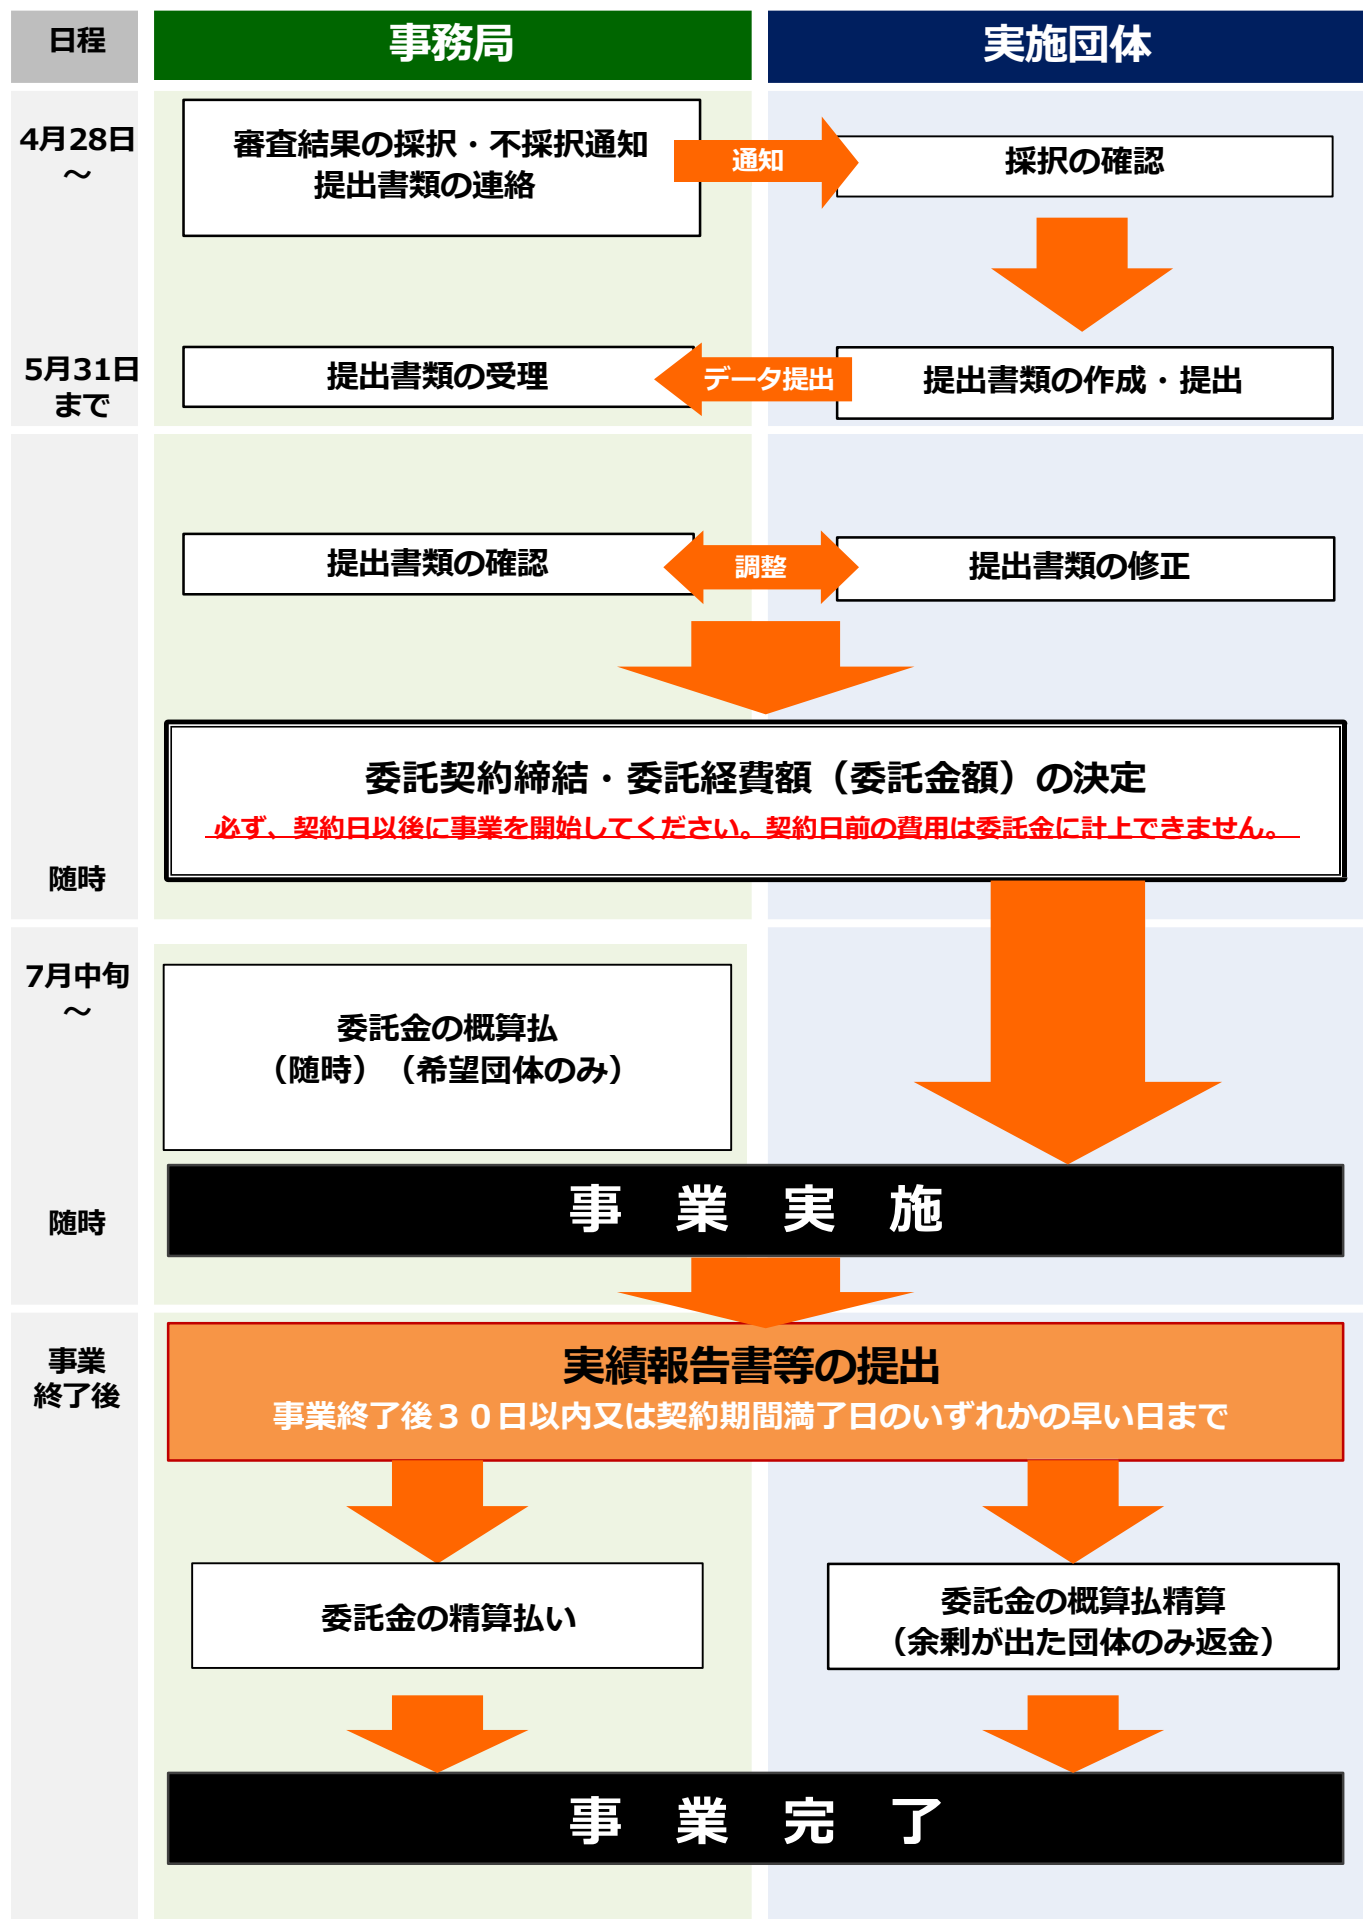 日程
事務局
実施団体
4月28日
～
審査結果の採択・不採択通知
提出書類の連絡
通知
採択の確認
5月31日
まで
提出書類の受理
データ提出
提出書類の作成・提出
提出書類の確認
調整
提出書類の修正
委託契約締結・委託経費額（委託金額）の決定
必ず、契約日以後に事業を開始してください。契約日前の費用は委託金に計上できません。
随時
7月中旬
～
委託金の概算払
（随時）（希望団体のみ）
随時
事　業　実　施
事業
終了後
実績報告書等の提出
事業終了後３０日以内又は契約期間満了日のいずれかの早い日まで
委託金の精算払い
委託金の概算払精算
（余剰が出た団体のみ返金）
事　業　完　了